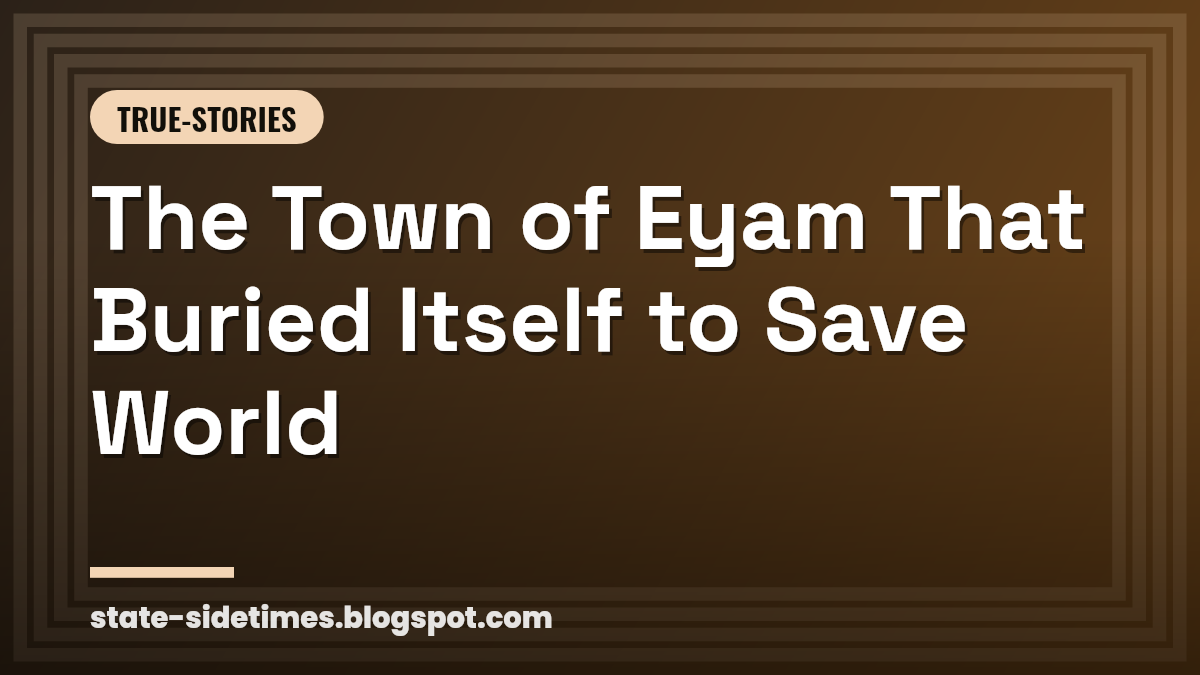 TRUE-STORIES
The Town of Eyam That
Buried Itself to Save
World
state-sidetimes.blogspot.com